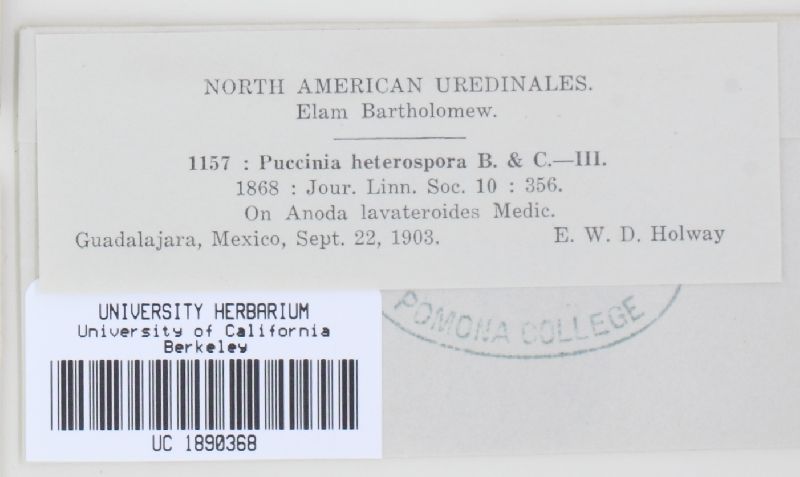 NORTH AMERICAN UREDINALES.
Elam Bartholomew.
1157 : Puccinia heterospora B. & C.—III.
1868 : Jour. Linn. Soc. 10 : 356.
On Anoda lavateroides Medic.
Guadalajara, Mexico, Sept. 22, 1903. E. W. D. Holway
POMONA COLLEGE
UNIVERSITY HERBARIUM
University of California
Berkeley
UC 1890368